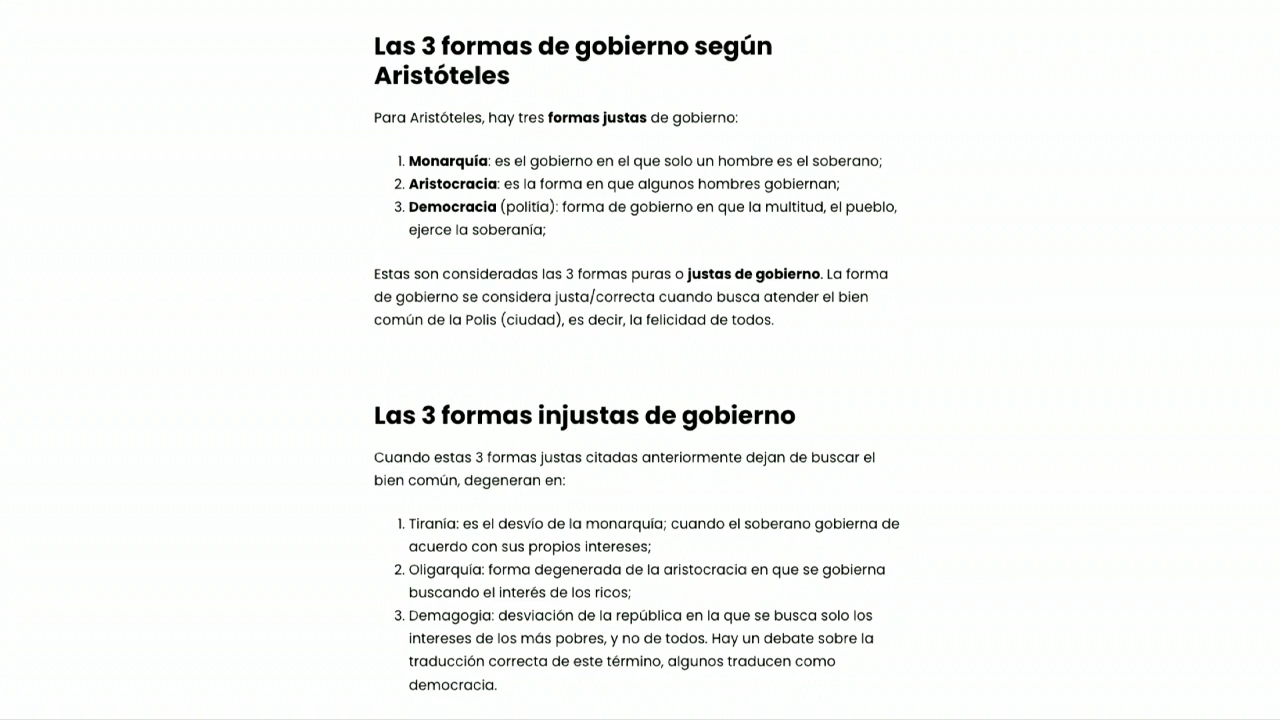 Las 3 formas de gobierno según
Aristóteles
Para Aristóteles, hay tres formas justas de gobierno:
1. Monarquía: es el gobierno en el que solo un hombre es el soberano;
2. Aristocracia: es la forma en que algunos hombres gobiernan;
3. Democracia (politía): forma de gobierno en que la multitud, el pueblo,
ejerce la soberanía;
Estas son consideradas las 3 formas puras o justas de gobierno. La forma
de gobierno se considera justa/correcta cuando busca atender el bien
común de la Polis (ciudad), es decir, la felicidad de todos.
Las 3 formas injustas de gobierno
Cuando estas 3 formas justas citadas anteriormente dejan de buscar el
bien común, degeneran en:
1. Tiranía: es el desvío de la monarquía; cuando el soberano gobierna de
acuerdo con sus propios intereses;
2. Oligarquía: forma degenerada de la aristocracia en que se gobierna
buscando el interés de los ricos;
3. Demagogia: desviación de la república en la que se busca solo los
intereses de los más pobres, y no de todos. Hay un debate sobre la
traducción correcta de este término, algunos traducen como
democracia.